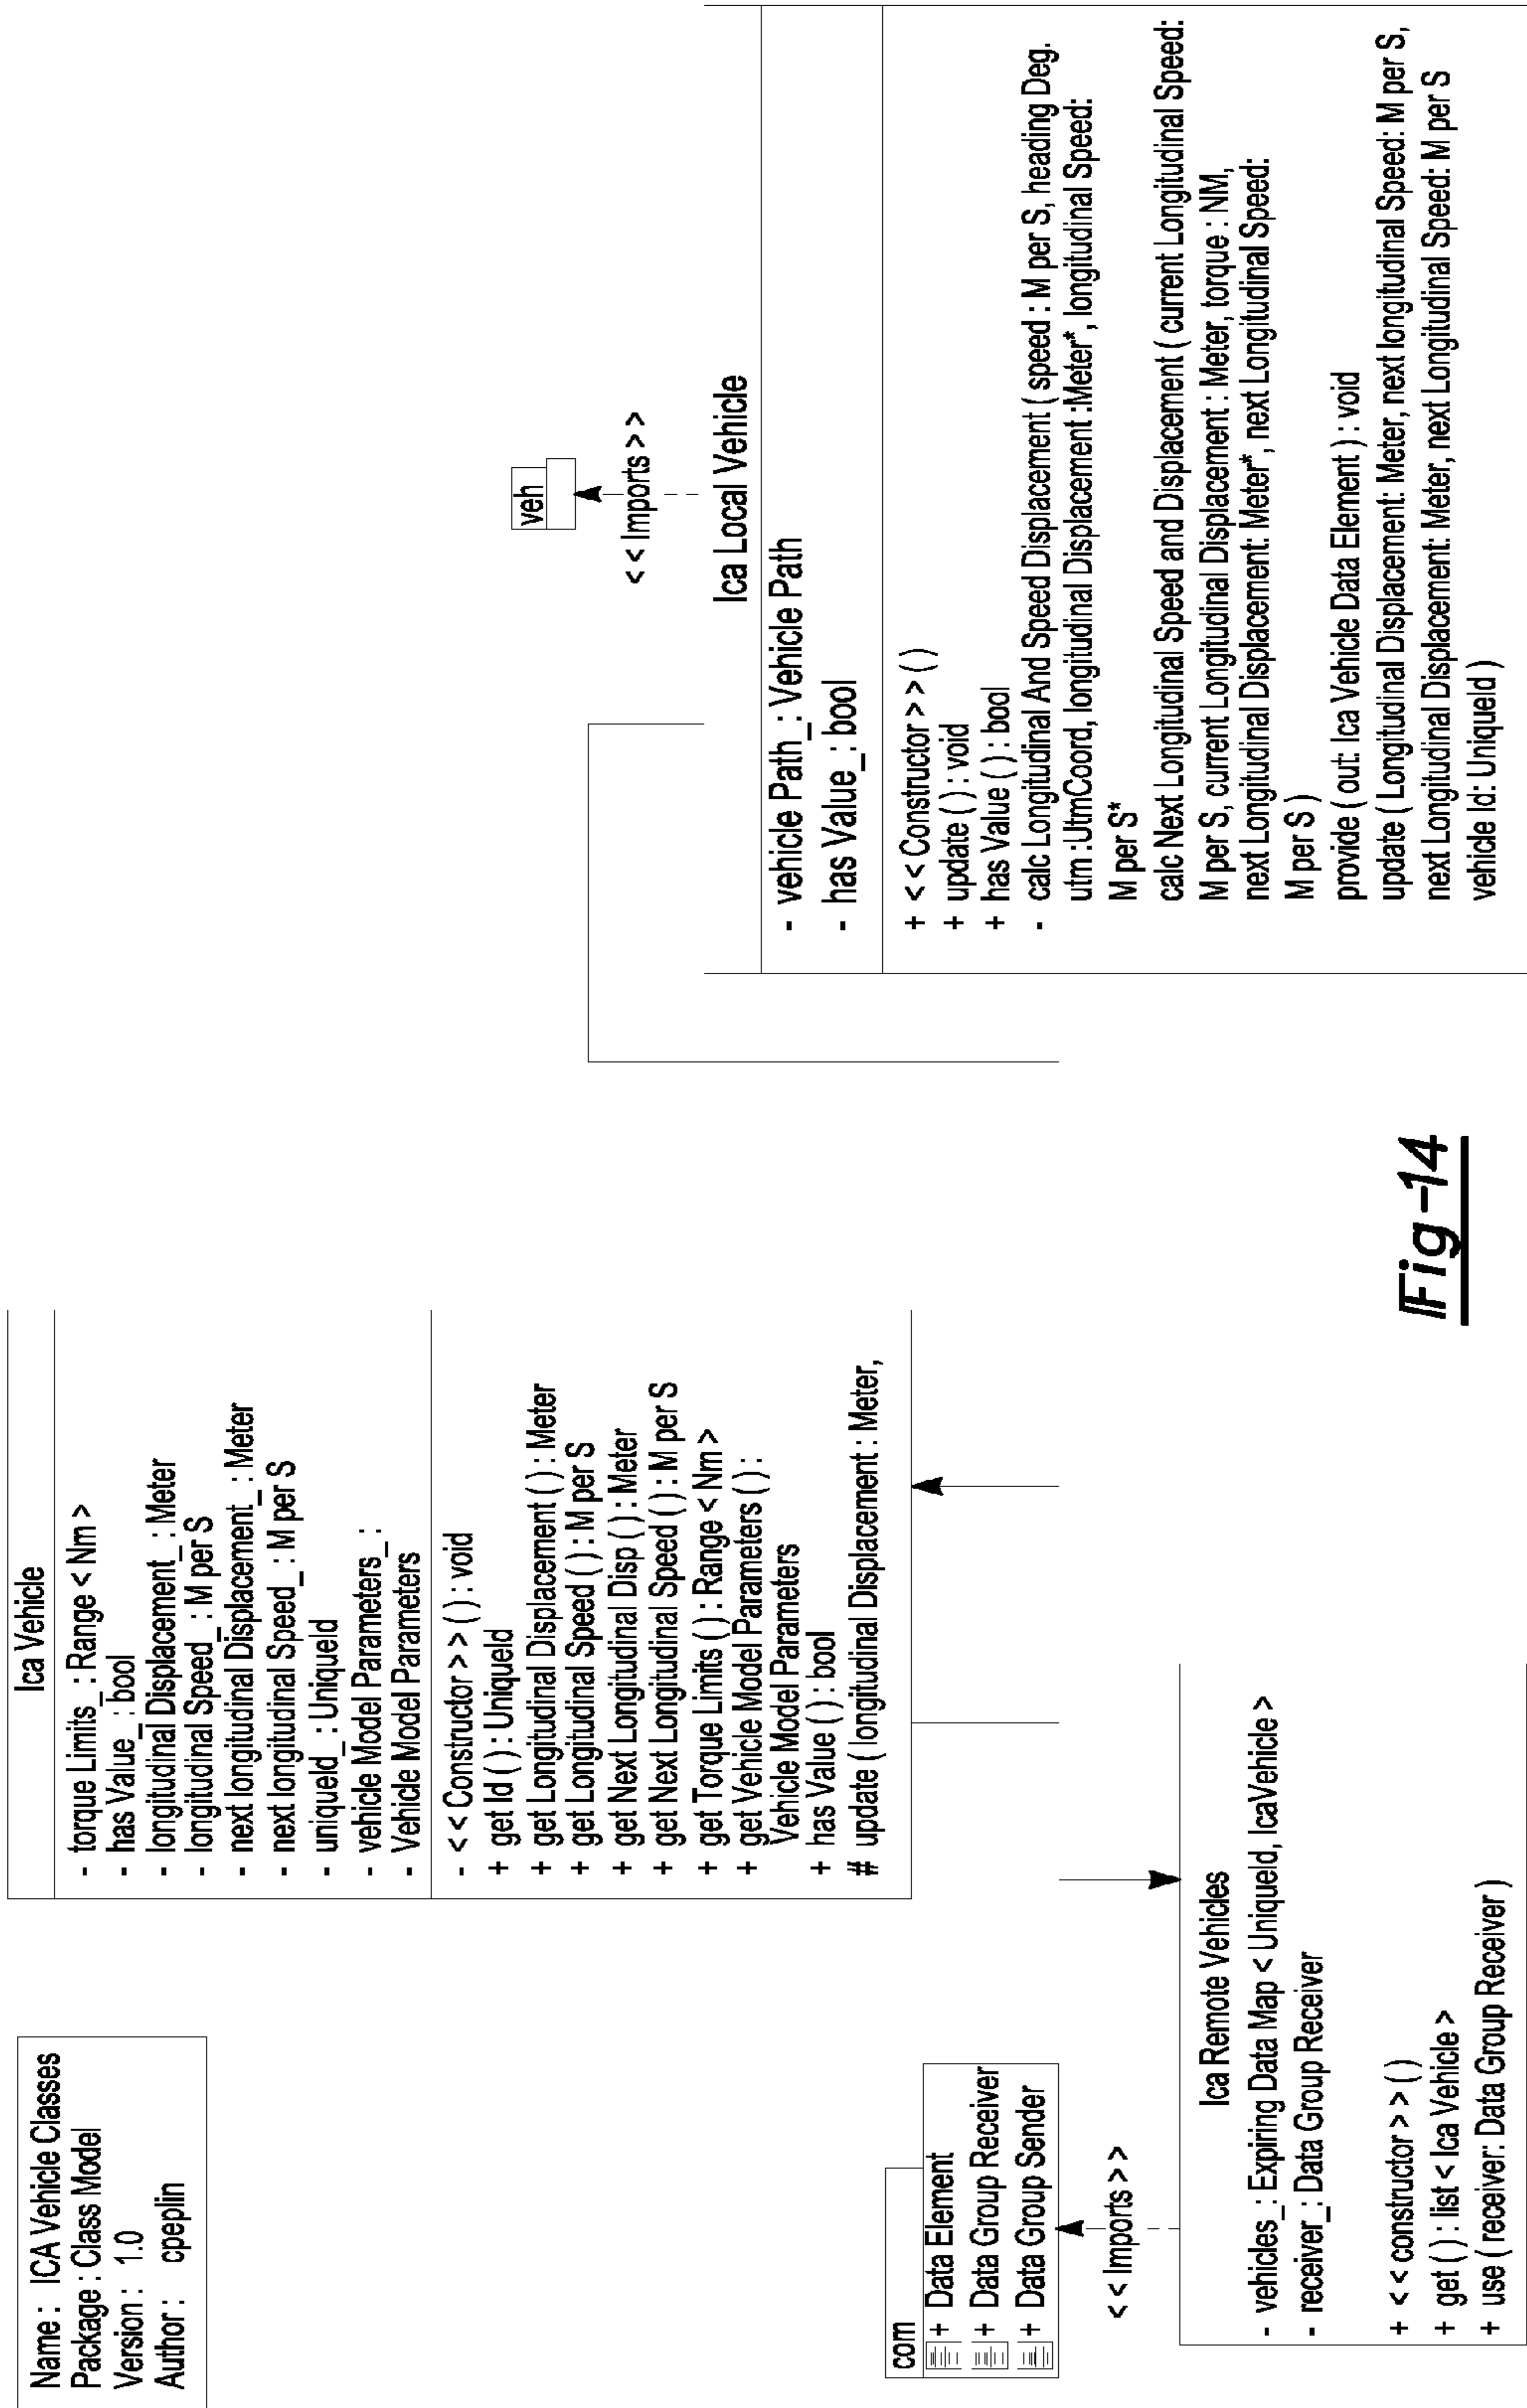 Name : ICA Vehicle Classes
Package : Class Model
Version : 1.0
Author : cpeplin
Ica Vehicle
- torque Limits_: Range < Nm >
- has Value_: bool
- longitudinal Displacement_: Meter
- longitudinal Speed_: M per S
- next longitudinal Displacement_: Meter
- next longitudinal Speed_: M per S
- uniqueId_: UniqueId
- vehicle Model Parameters_:
- Vehicle Model Parameters
- < < Constructor > > ( ) : void
+ get Id ( ) : UniqueId
+ get Longitudinal Displacement ( ) : Meter
+ get Longitudinal Speed ( ) : M per S
+ get Next Longitudinal Disp ( ) : Meter
+ get Next Longitudinal Speed ( ) : M per S
+ get Torque Limits ( ) : Range < Nm >
+ get Vehicle Model Parameters ( ) :
Vehicle Model Parameters
+ has Value ( ) : bool
# update ( longitudinal Displacement : Meter,
veh
< < Imports > >
Ica Local Vehicle
- vehicle Path_: Vehicle Path
- has Value_: bool
+ < < Constructor > > ( )
+ update ( ) : void
+ has Value ( ) : bool
- calc Longitudinal And Speed Displacement ( speed : M per S, heading Deg.
utm :UtmCoord, longitudinal Displacement :Meter*, longitudinal Speed:
M per S*
calc Next Longitudinal Speed and Displacement ( current Longitudinal Speed:
M per S, current Longitudinal Displacement : Meter, torque : NM,
next Longitudinal Displacement: Meter*, next Longitudinal Speed:
M per S )
provide ( out: Ica Vehicle Data Element ) : void
update ( Longitudinal Displacement: Meter, next longitudinal Speed: M per S,
next Longitudinal Displacement: Meter, next Longitudinal Speed: M per S
vehicle Id: UniqueId )
com
+ Data Element
+ Data Group Receiver
+ Data Group Sender
< < Imports > >
Ica Remote Vehicles
- vehicles_: Expiring Data Map < UniqueId, IcaVehicle >
- receiver_: Data Group Receiver
+ < < constructor > > ( )
+ get ( ) : list < Ica Vehicle >
+ use ( receiver: Data Group Receiver )
Fig-14